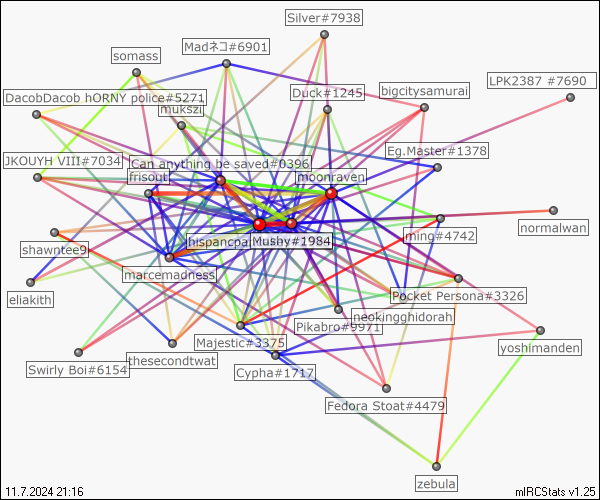 Silver#7938
Madネコ#6901
somass
LPK2387 #7690
Duck#1245
bigcitysamurai
DacobDacob hORNY police#5271
mukszi
Eg.Master#1378
JKOUYH VIII#7034
Can anything be saved#0396
frisout
moonraven
normalwan
ming#4742
shawntee9
Mushy#1984
marcemadness
eliakith
Pocket Persona#3326
neokingghidorah
Pikabro#9971
Majestic#3375
yoshimanden
thesecondtwat
Swirly Boi#6154
Cypha#1717
Fedora Stoat#4479
zebula
11.7.2024 21:16
mIRCStats v1.25